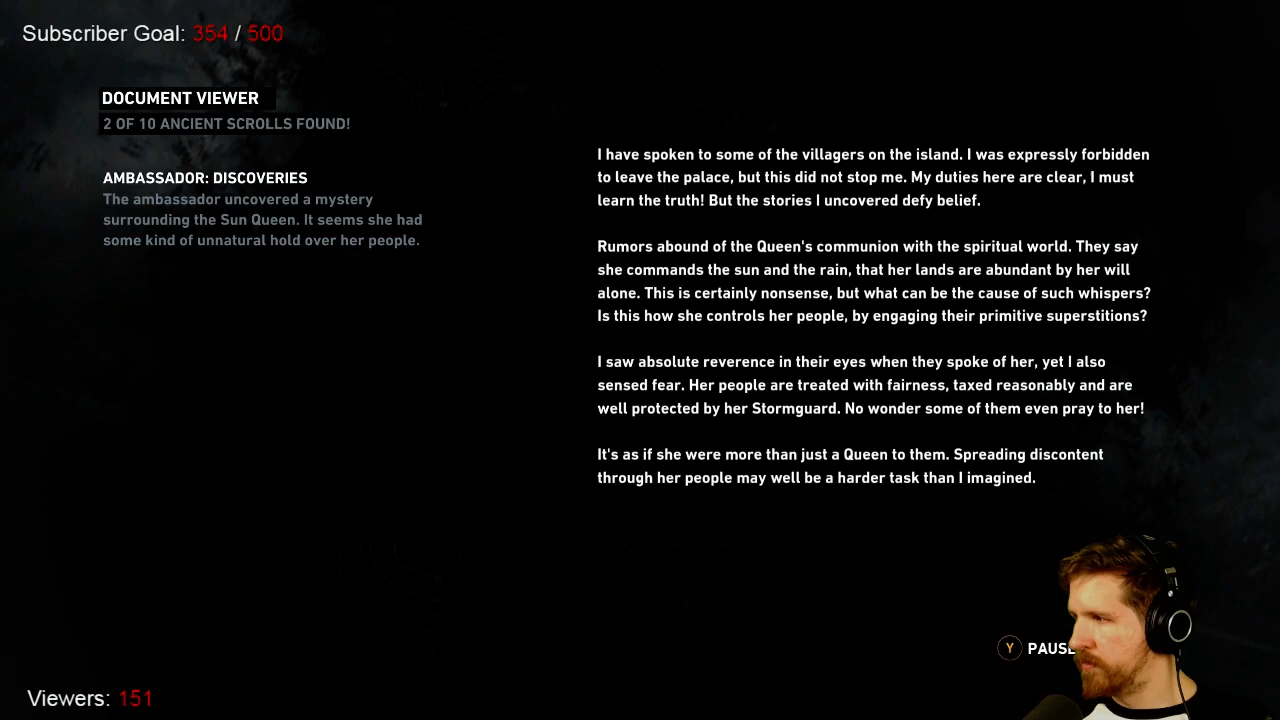 Subscriber Goal: 354 / 500
DOCUMENT VIEWER
2 OF 10 ANCIENT SCROLLS FOUND!
AMBASSADOR: DISCOVERIES
The ambassador uncovered a mystery
surrounding the Sun Queen. It seems she had
some kind of unnatural hold over her people.
I have spoken to some of the villagers on the island. I was expressly forbidden
to leave the palace, but this did not stop me. My duties here are clear, I must
learn the truth! But the stories I uncovered defy belief.
Rumors abound of the Queen's communion with the spiritual world. They say
she commands the sun and the rain, that her lands are abundant by her will
alone. This is certainly nonsense, but what can be the cause of such whispers?
Is this how she controls her people, by engaging their primitive superstitions?
I saw absolute reverence in their eyes when they spoke of her, yet I also
sensed fear. Her people are treated with fairness, taxed reasonably and are
well protected by her Stormguard. No wonder some of them even pray to her!
It's as if she were more than just a Queen to them. Spreading discontent
through her people may well be a harder task than I imagined.
Y PAUSE
Viewers: 151